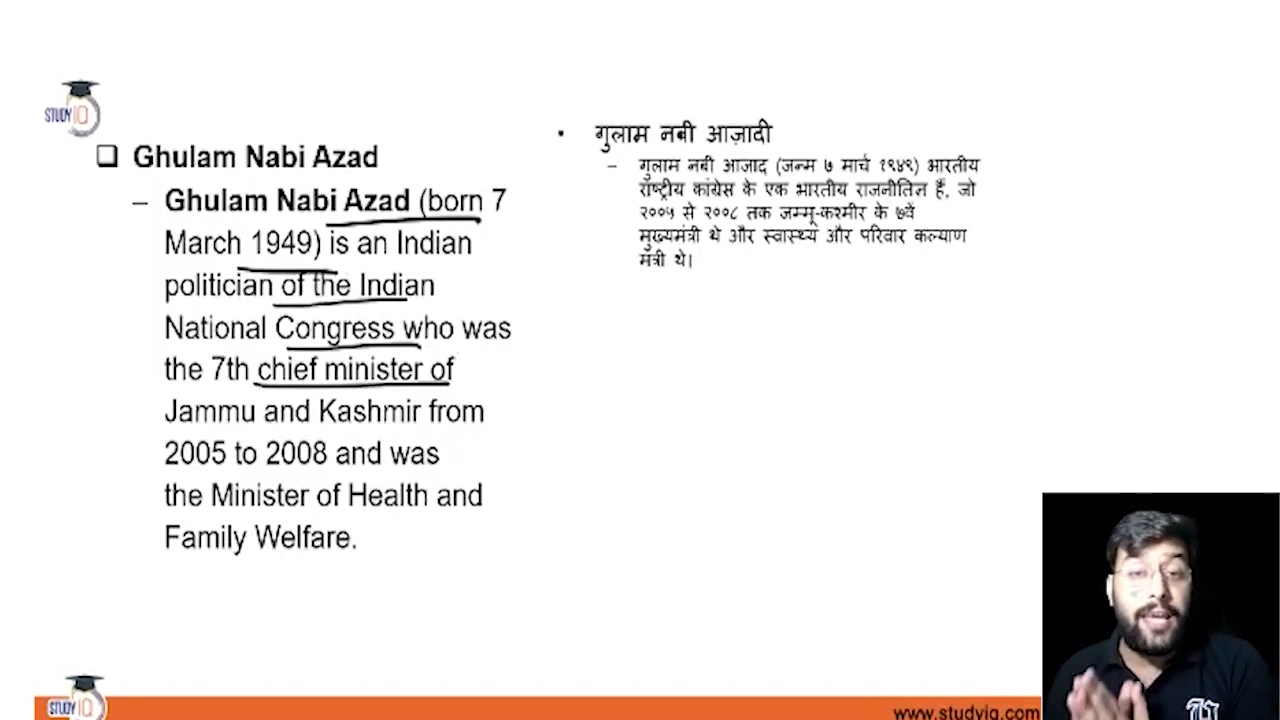 STUDY IQ
Ghulam Nabi Azad
– Ghulam Nabi Azad (born 7
March 1949) is an Indian
politician of the Indian
National Congress who was
the 7th chief minister of
Jammu and Kashmir from
2005 to 2008 and was
the Minister of Health and
Family Welfare.
• गुलाम नबी आज़ादी
– गुलाम नबी आजाद (जन्म ७ मार्च १९४९) भारतीय
राष्ट्रीय कांग्रेस के एक भारतीय राजनीतिज्ञ हैं, जो
२००५ से २००८ तक जम्मू-कश्मीर के ७वें
मुख्यमंत्री थे और स्वास्थ्य और परिवार कल्याण
मंत्री थे।
STUDY IQ
www.studyiq.com